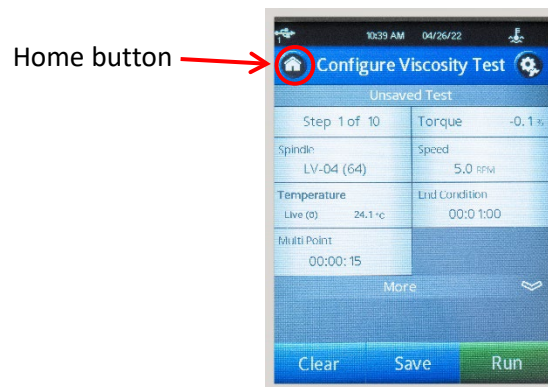 Home button
10:39 AM 04/26/22
Configure Viscosity Test
Unsaved Test
Step 1 of 10
Torque -0.1 %
Spindle
LV-04 (64)
Speed
5.0 RPM
Temperature
Live (0) 24.1 °C
End Condition
00:01:00
Multi Point
00:00:15
More
Clear Save Run